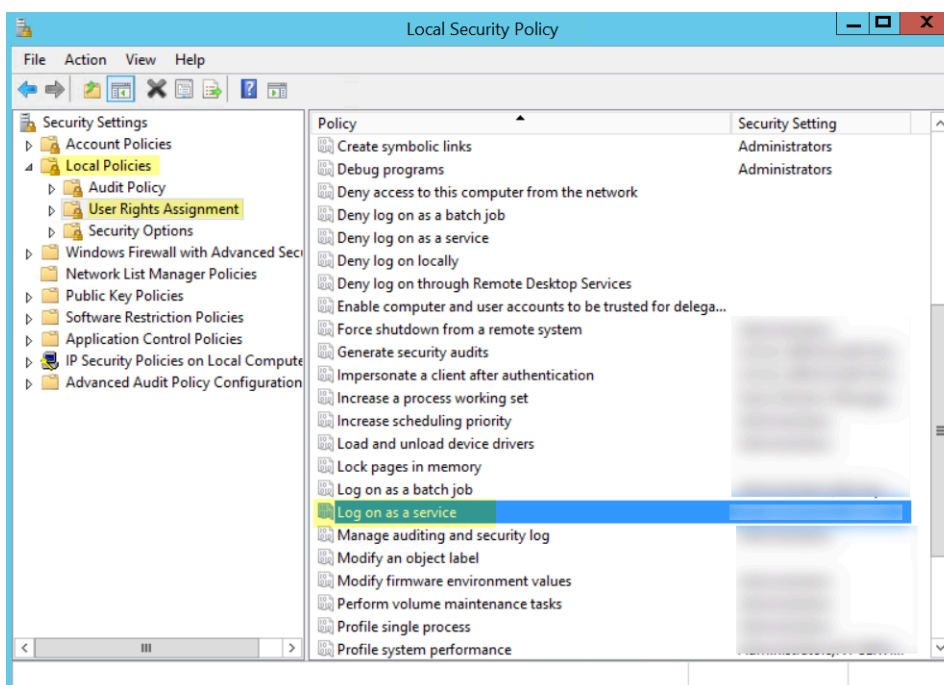 Local Security Policy
File Action View Help
Security Settings
Account Policies
Local Policies
Audit Policy
User Rights Assignment
Security Options
Windows Firewall with Advanced Secu
Network List Manager Policies
Public Key Policies
Software Restriction Policies
Application Control Policies
IP Security Policies on Local Compute
Advanced Audit Policy Configuration
Policy Security Setting
Create symbolic links Administrators
Debug programs Administrators
Deny access to this computer from the network
Deny log on as a batch job
Deny log on as a service
Deny log on locally
Deny log on through Remote Desktop Services
Enable computer and user accounts to be trusted for delega...
Force shutdown from a remote system
Generate security audits
Impersonate a client after authentication
Increase a process working set
Increase scheduling priority
Load and unload device drivers
Lock pages in memory
Log on as a batch job
Log on as a service
Manage auditing and security log
Modify an object label
Modify firmware environment values
Perform volume maintenance tasks
Profile single process
Profile system performance